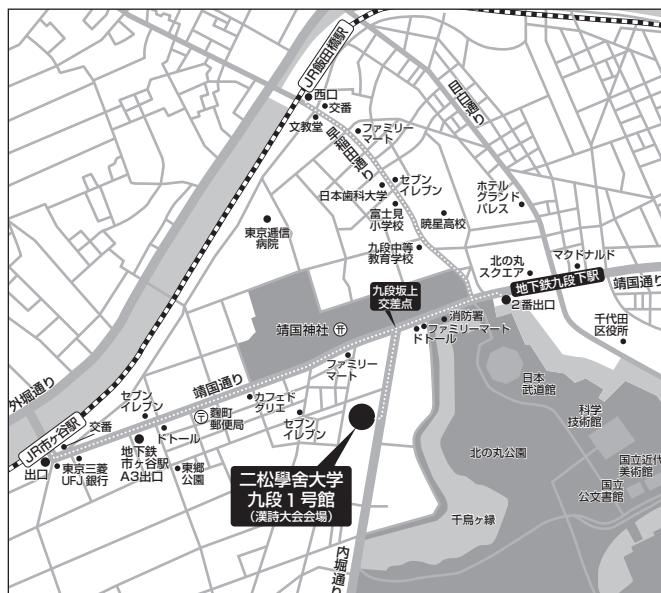 JR飯田橋駅
西口
交番
文教堂
ファミリー
マート
早稲田通り
目白通り
セブン
イレブン
日本歯科大学
富士見
小学校
暁星高校
ホテル
グランド
パレス
東京逓信
病院
九段中等
教育学校
北の丸
スクエア
マクドナルド
地下鉄九段下駅
靖国通り
2番出口
九段坂上
交差点
消防署
ファミリーマート
ドトール
千代田
区役所
靖国神社
ファミリー
マート
日本
武道館
科学
技術館
外堀通り
靖国通り
カフェド
クリエ
セブン
イレブン
セブン
イレブン
〒
麹町
郵便局
JR市ヶ谷駅
交番
出口
東京三菱
UFJ 銀行
地下鉄
市ヶ谷駅
A3出口
ドトール
東郷
公園
二松學舍大学
九段1号館
(漢詩大会会場)
北の丸公園
国立近代
美術館
国立
公文書館
千鳥ヶ緑
内堀通り